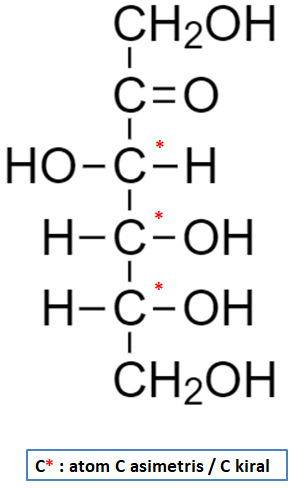 CH₂OH
C=O
HO–C*–H
H–C*–OH
H–C*–OH
CH₂OH
C* : atom C asimetris / C kiral